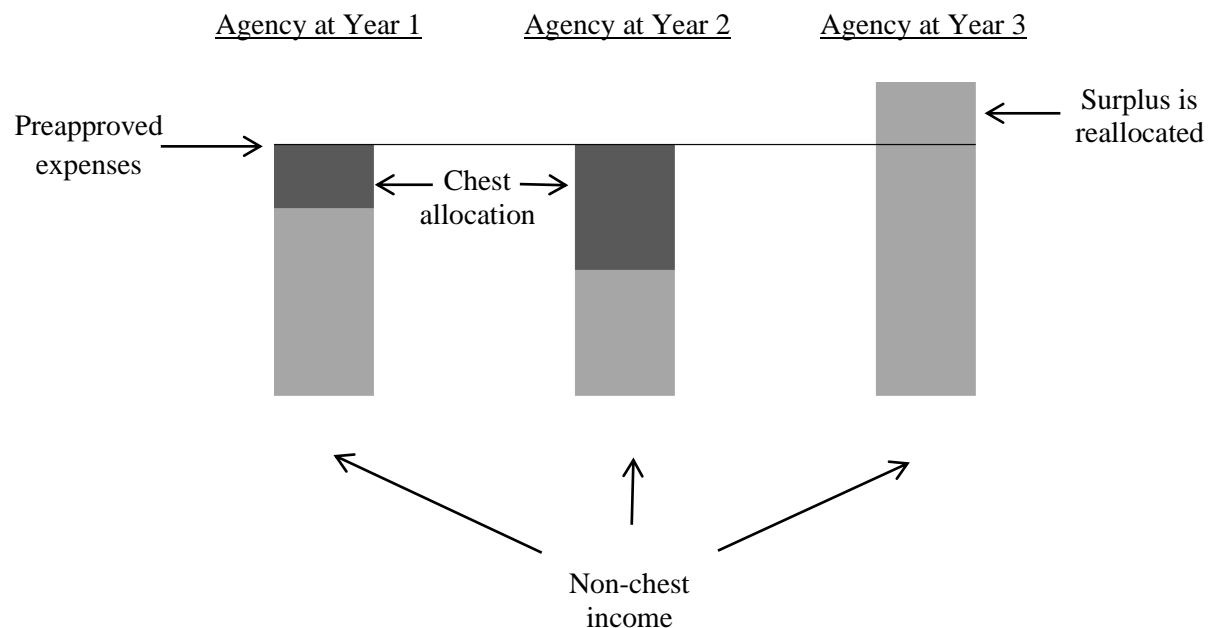 Agency at Year 1
Agency at Year 2
Agency at Year 3
Preapproved
expenses
Chest
allocation
Surplus is
reallocated
Non-chest
income